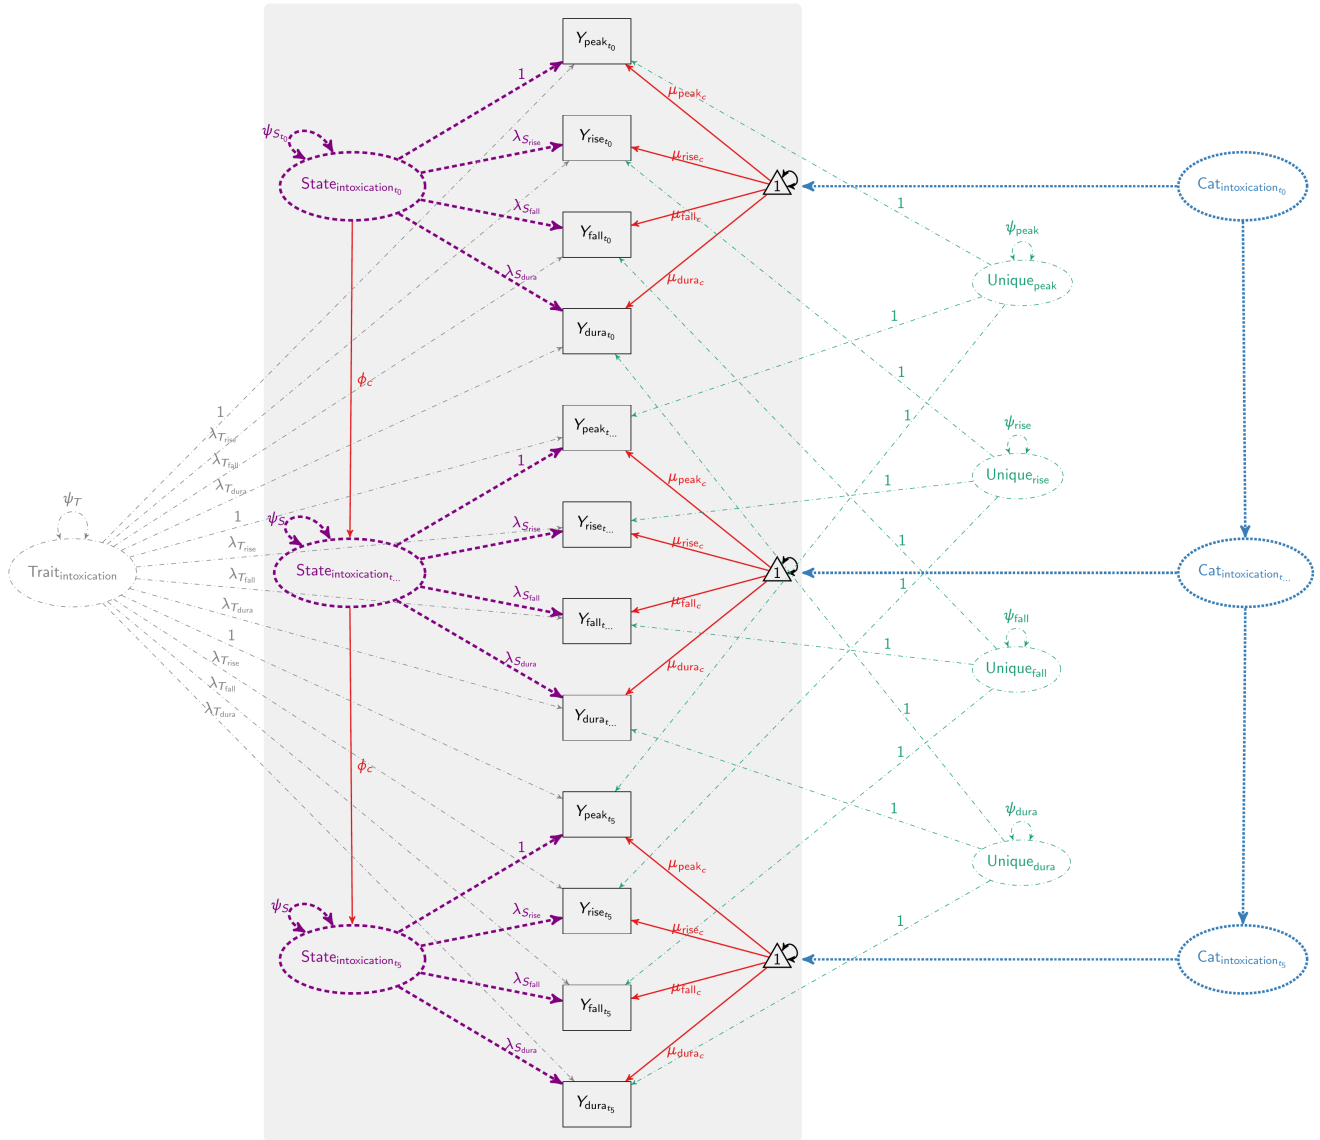 Y_peak_t0
1
μ_peak_c
ψ_S_t0
λ_S_rise
Y_rise_t0
μ_rise_c
State_intoxication_t0
1
Cat_intoxication_t0
λ_S_fall
Y_fall_t0
μ_fall_c
1
ψ_peak
λ_S_dura
μ_dura_c
Unique_peak
Y_dura_t0
1
ϕ_c
1
1
λ_T_rise
1
Y_peak_t...
ψ_rise
λ_T_fall
1
μ_peak_c
Unique_rise
λ_T_dura
1
ψ_T
1
ψ_S
λ_S_rise
Y_rise_t...
λ_T_rise
μ_rise_c
1
Trait_intoxication
State_intoxication_t...
1
Cat_intoxication_t...
λ_T_fall
λ_S_fall
1
λ_T_dura
Y_fall_t...
μ_fall_c
ψ_fall
1
1
λ_T_rise
λ_S_dura
μ_dura_c
Unique_fall
λ_T_fall
λ_T_dura
Y_dura_t...
1
1
ϕ_c
Y_peak_t5
1
ψ_dura
1
μ_peak_c
Unique_dura
ψ_S
λ_S_rise
Y_rise_t5
μ_rise_c
1
State_intoxication_t5
1
Cat_intoxication_t5
λ_S_fall
Y_fall_t5
μ_fall_c
λ_S_dura
μ_dura_c
Y_dura_t5